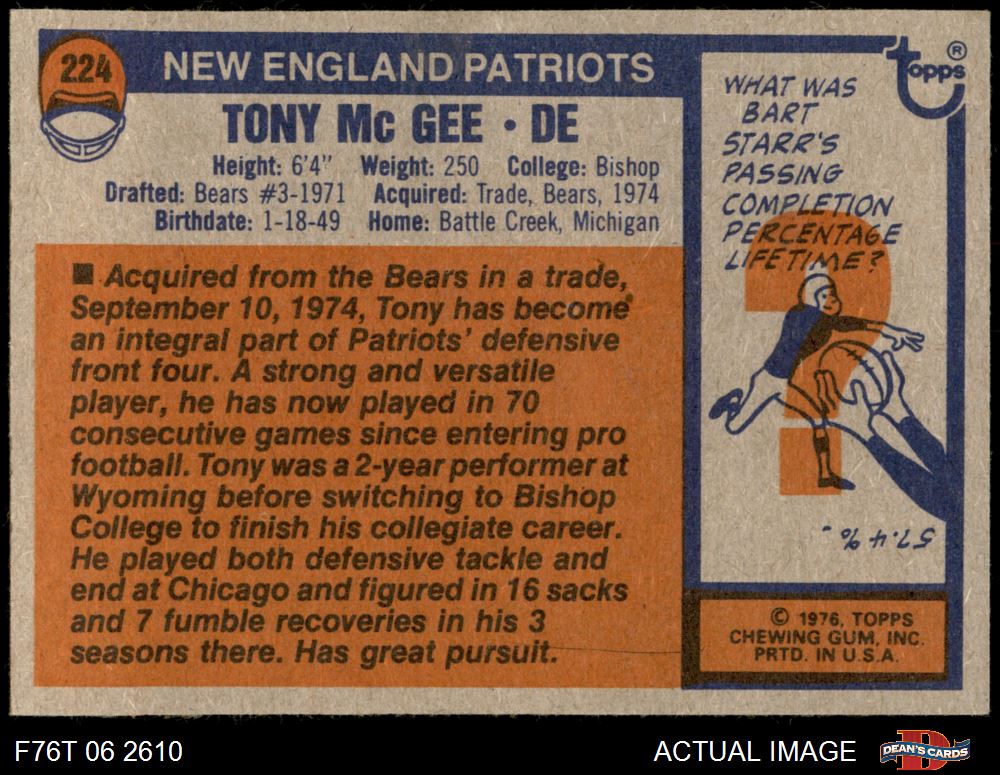 224
NEW ENGLAND PATRIOTS
TONY Mc GEE • DE
Height: 6'4" Weight: 250 College: Bishop
Drafted: Bears #3-1971 Acquired: Trade, Bears, 1974
Birthdate: 1-18-49 Home: Battle Creek, Michigan
■ Acquired from the Bears in a trade,
September 10, 1974, Tony has become
an integral part of Patriots' defensive
front four. A strong and versatile
player, he has now played in 70
consecutive games since entering pro
football. Tony was a 2-year performer at
Wyoming before switching to Bishop
College to finish his collegiate career.
He played both defensive tackle and
end at Chicago and figured in 16 sacks
and 7 fumble recoveries in his 3
seasons there. Has great pursuit.
topps ®
WHAT WAS
BART
STARR'S
PASSING
COMPLETION
PERCENTAGE
LIFETIME?
?
57.4%.
© 1976, TOPPS
CHEWING GUM, INC.
PRTD. IN U.S.A.
F76T 06 2610
ACTUAL IMAGE
D
DEAN'S CARDS